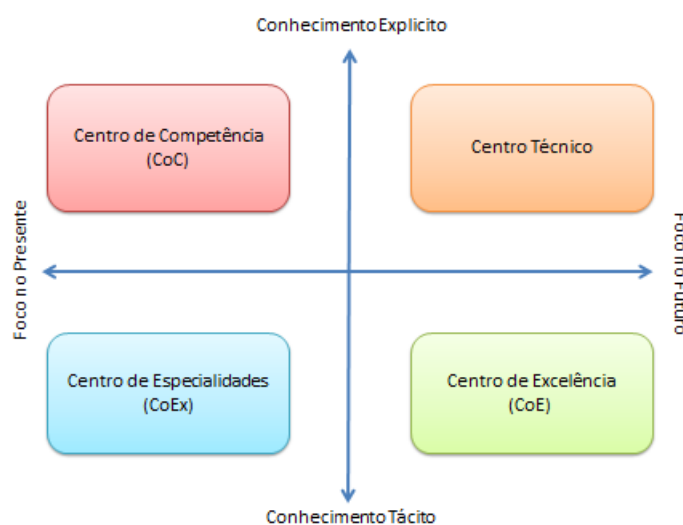 Conhecimento Explicito
Centro de Competência
(CoC)
Centro Técnico
Foco no Presente
Foco no Futuro
Centro de Especialidades
(CoEx)
Centro de Excelência
(CoE)
Conhecimento Tácito